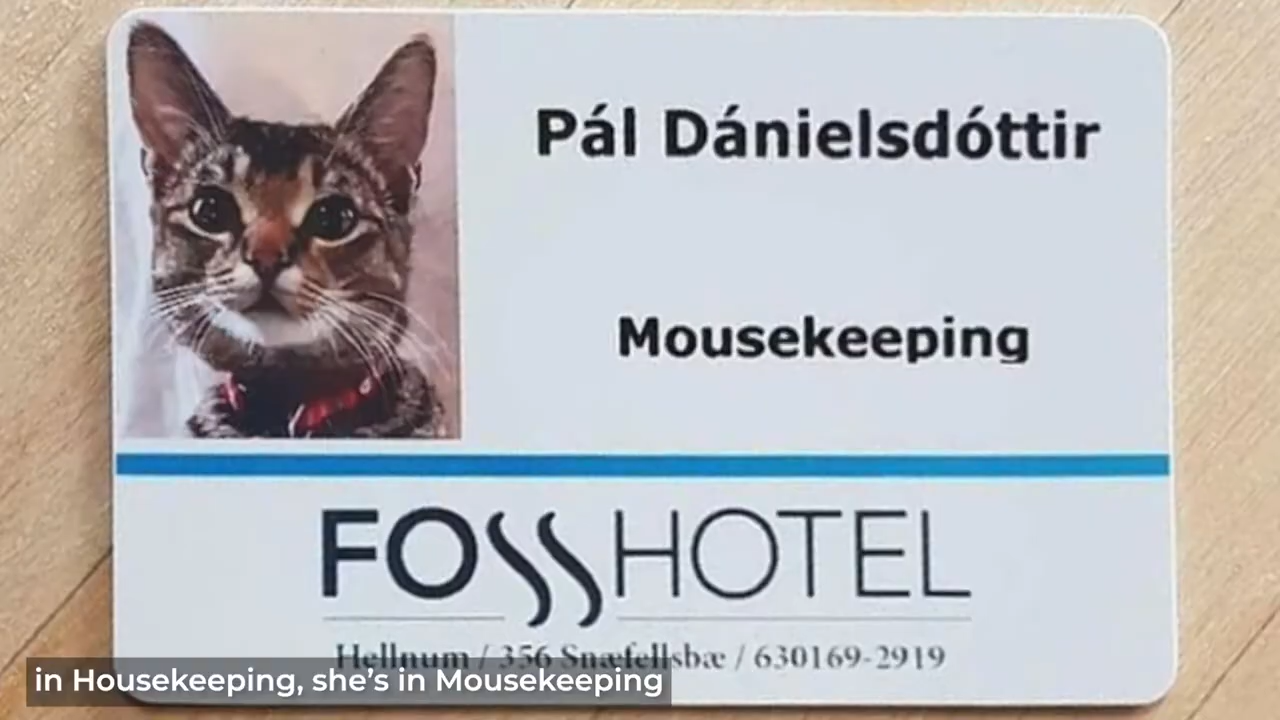 Pál Dánielsdóttir
Mousekeeping
FOSSHOTEL
Hellnum / 356 Snæfellsbæ / 630169-2919
in Housekeeping, she's in Mousekeeping